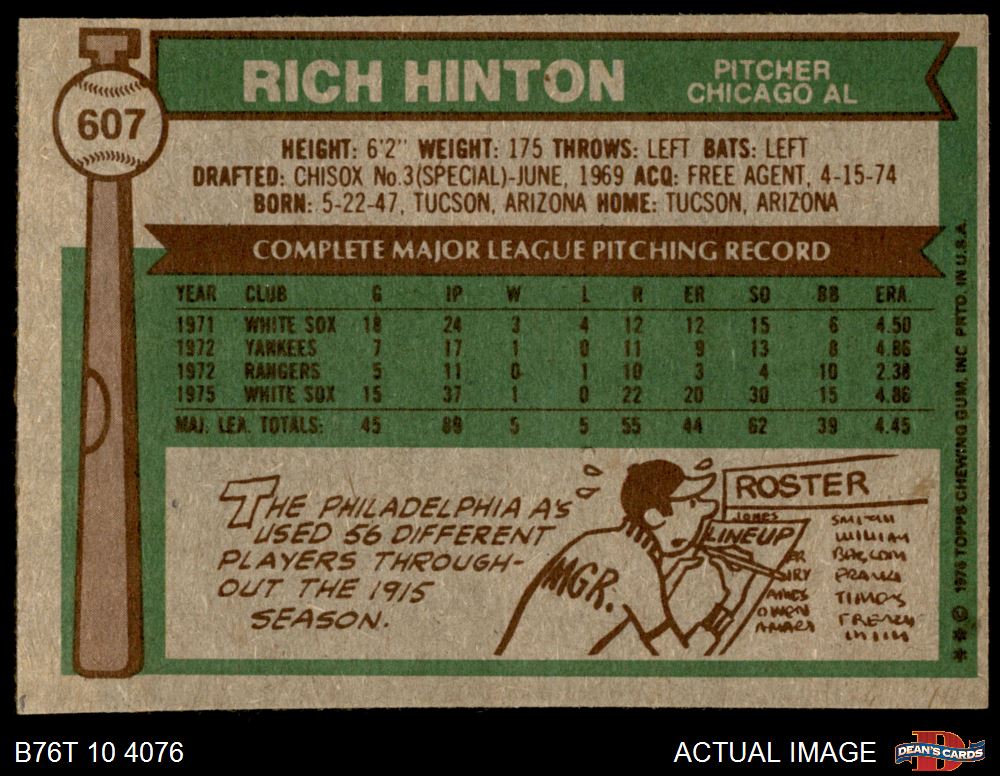 607
RICH HINTON
PITCHER
CHICAGO AL
HEIGHT: 6'2" WEIGHT: 175 THROWS: LEFT BATS: LEFT
DRAFTED: CHISOX No.3(SPECIAL)-JUNE, 1969 ACQ: FREE AGENT, 4-15-74
BORN: 5-22-47, TUCSON, ARIZONA HOME: TUCSON, ARIZONA
COMPLETE MAJOR LEAGUE PITCHING RECORD
YEAR CLUB G IP W L R ER SO BB ERA.
1971 WHITE SOX 18 24 3 4 12 12 15 6 4.50
1972 YANKEES 7 17 1 0 11 9 13 8 4.86
1972 RANGERS 5 11 0 1 10 3 4 10 2.38
1975 WHITE SOX 15 37 1 0 22 20 30 15 4.86
MAJ. LEA. TOTALS: 45 89 5 5 55 44 62 39 4.45
THE PHILADELPHIA A'S
USED 56 DIFFERENT
PLAYERS THROUGH-
OUT THE 1915
SEASON.
MGR.
ROSTER
JONES
LINEUP
SMITH
OWEN
** © 1976 TOPPS CHEWING GUM, INC PRTD. IN U.S.A.
B76T 10 4076
ACTUAL IMAGE
DEAN'S CARDS